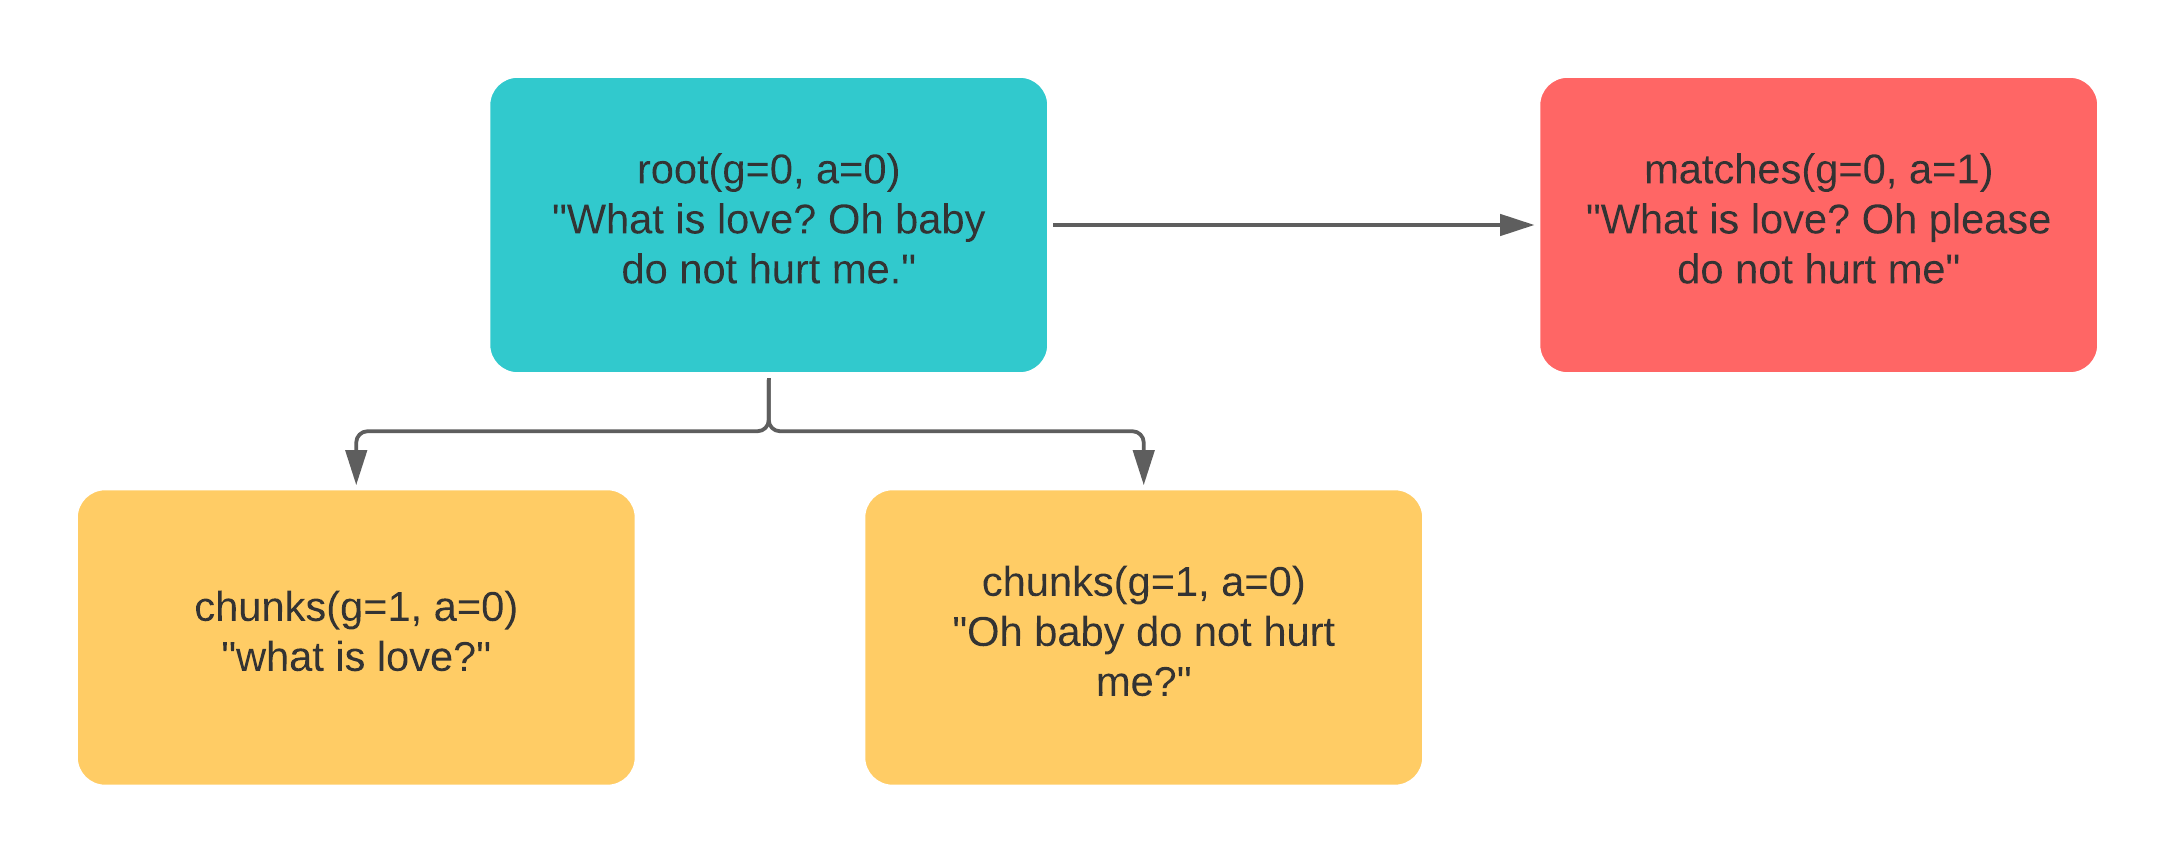 root(g=0, a=0)
"What is love? Oh baby
do not hurt me."
matches(g=0, a=1)
"What is love? Oh please
do not hurt me"
chunks(g=1, a=0)
"what is love?"
chunks(g=1, a=0)
"Oh baby do not hurt
me?"